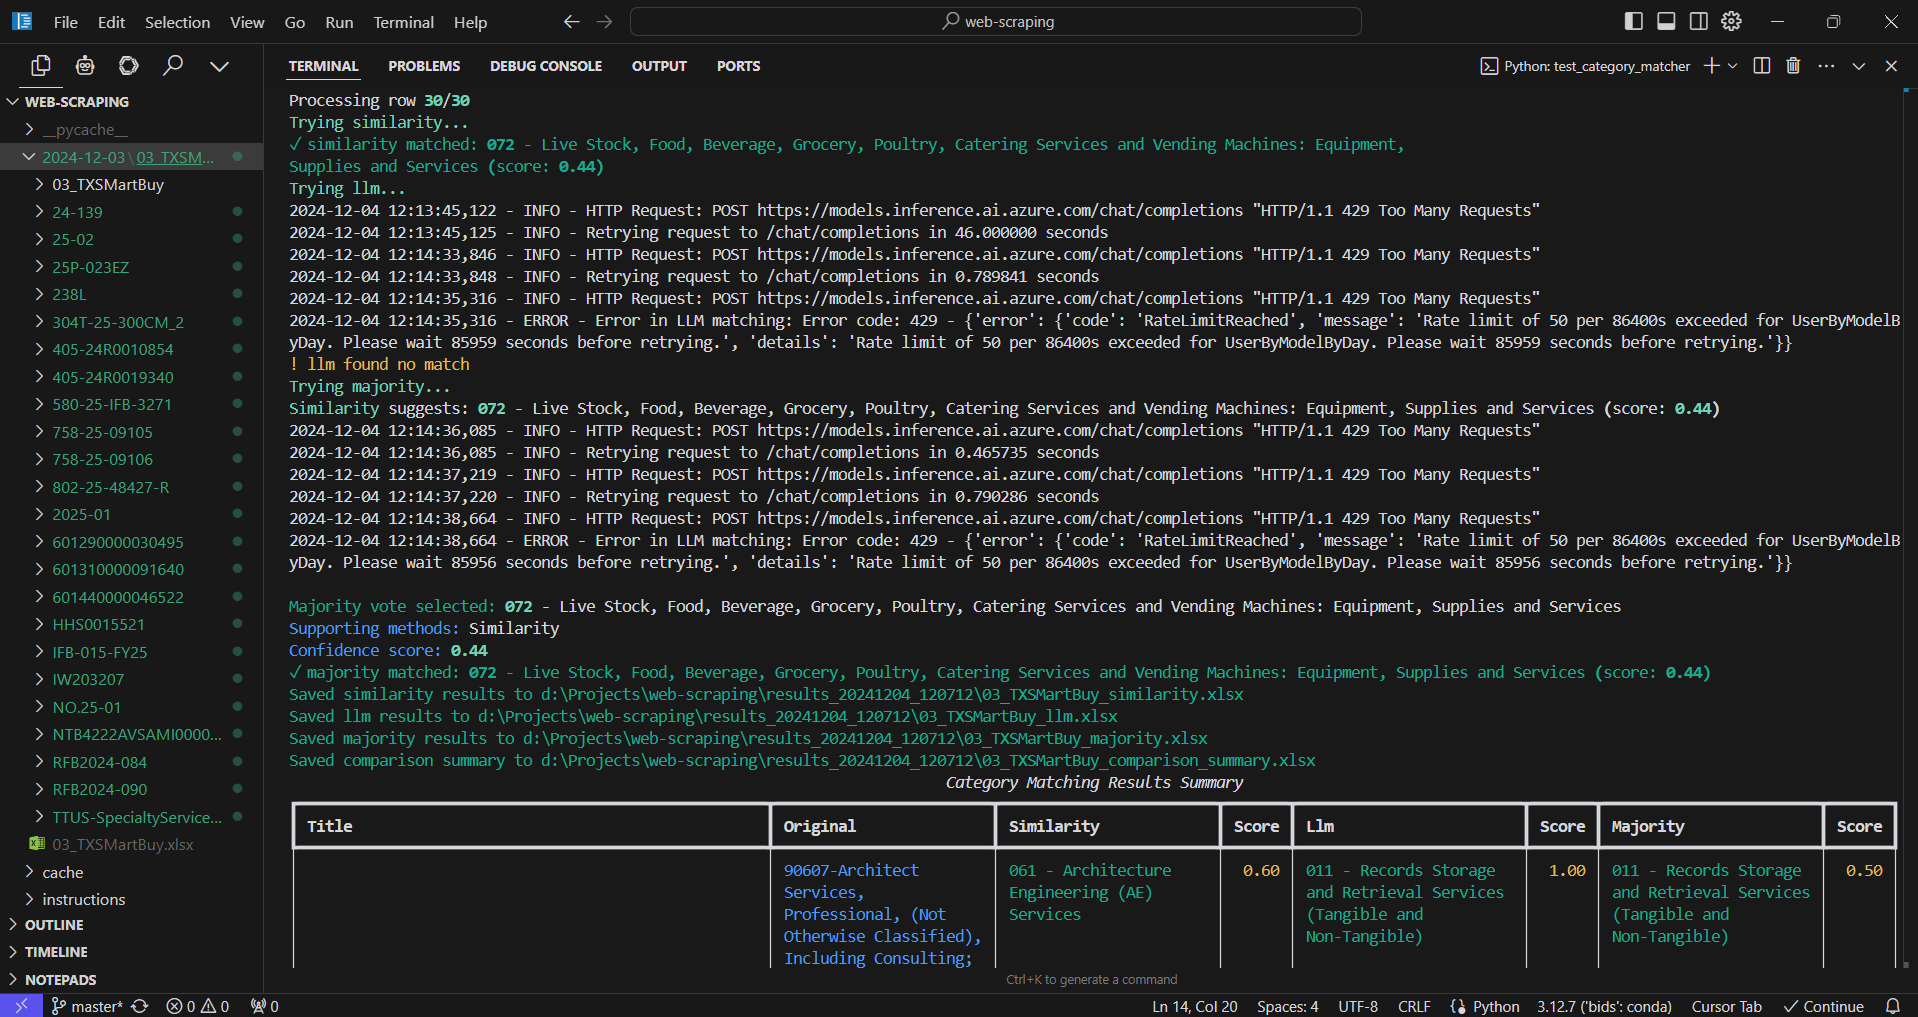 File Edit Selection View Go Run Terminal Help web-scraping
TERMINAL PROBLEMS DEBUG CONSOLE OUTPUT PORTS Python: test_category_matcher
WEB-SCRAPING
__pycache__
2024-12-03\03_TXSM...
03_TXSMartBuy
24-139
25-02
25P-023EZ
238L
304T-25-300CM_2
405-24R0010854
405-24R0019340
580-25-IFB-3271
758-25-09105
758-25-09106
802-25-48427-R
2025-01
601290000030495
601310000091640
601440000046522
HHS0015521
IFB-015-FY25
IW203207
NO.25-01
NTB4222AVSAMI0000...
RFB2024-084
RFB2024-090
TTUS-SpecialtyService...
03_TXSMartBuy.xlsx
cache
instructions
OUTLINE
TIMELINE
NOTEPADS
Processing row 30/30
Trying similarity...
✓ similarity matched: 072 - Live Stock, Food, Beverage, Grocery, Poultry, Catering Services and Vending Machines: Equipment,
Supplies and Services (score: 0.44)
Trying llm...
2024-12-04 12:13:45,122 - INFO - HTTP Request: POST https://models.inference.ai.azure.com/chat/completions "HTTP/1.1 429 Too Many Requests"
2024-12-04 12:13:45,125 - INFO - Retrying request to /chat/completions in 46.000000 seconds
2024-12-04 12:14:33,846 - INFO - HTTP Request: POST https://models.inference.ai.azure.com/chat/completions "HTTP/1.1 429 Too Many Requests"
2024-12-04 12:14:33,848 - INFO - Retrying request to /chat/completions in 0.789841 seconds
2024-12-04 12:14:35,316 - INFO - HTTP Request: POST https://models.inference.ai.azure.com/chat/completions "HTTP/1.1 429 Too Many Requests"
2024-12-04 12:14:35,316 - ERROR - Error in LLM matching: Error code: 429 - {'error': {'code': 'RateLimitReached', 'message': 'Rate limit of 50 per 86400s exceeded for UserByModelB
yDay. Please wait 85959 seconds before retrying.', 'details': 'Rate limit of 50 per 86400s exceeded for UserByModelByDay. Please wait 85959 seconds before retrying.'}}
! llm found no match
Trying majority...
Similarity suggests: 072 - Live Stock, Food, Beverage, Grocery, Poultry, Catering Services and Vending Machines: Equipment, Supplies and Services (score: 0.44)
2024-12-04 12:14:36,085 - INFO - HTTP Request: POST https://models.inference.ai.azure.com/chat/completions "HTTP/1.1 429 Too Many Requests"
2024-12-04 12:14:36,085 - INFO - Retrying request to /chat/completions in 0.465735 seconds
2024-12-04 12:14:37,219 - INFO - HTTP Request: POST https://models.inference.ai.azure.com/chat/completions "HTTP/1.1 429 Too Many Requests"
2024-12-04 12:14:37,220 - INFO - Retrying request to /chat/completions in 0.790286 seconds
2024-12-04 12:14:38,664 - INFO - HTTP Request: POST https://models.inference.ai.azure.com/chat/completions "HTTP/1.1 429 Too Many Requests"
2024-12-04 12:14:38,664 - ERROR - Error in LLM matching: Error code: 429 - {'error': {'code': 'RateLimitReached', 'message': 'Rate limit of 50 per 86400s exceeded for UserByModelB
yDay. Please wait 85956 seconds before retrying.', 'details': 'Rate limit of 50 per 86400s exceeded for UserByModelByDay. Please wait 85956 seconds before retrying.'}}
Majority vote selected: 072 - Live Stock, Food, Beverage, Grocery, Poultry, Catering Services and Vending Machines: Equipment, Supplies and Services
Supporting methods: Similarity
Confidence score: 0.44
✓ majority matched: 072 - Live Stock, Food, Beverage, Grocery, Poultry, Catering Services and Vending Machines: Equipment, Supplies and Services (score: 0.44)
Saved similarity results to d:\Projects\web-scraping\results_20241204_120712\03_TXSMartBuy_similarity.xlsx
Saved llm results to d:\Projects\web-scraping\results_20241204_120712\03_TXSMartBuy_llm.xlsx
Saved majority results to d:\Projects\web-scraping\results_20241204_120712\03_TXSMartBuy_majority.xlsx
Saved comparison summary to d:\Projects\web-scraping\results_20241204_120712\03_TXSMartBuy_comparison_summary.xlsx
Category Matching Results Summary
Title Original Similarity Score Llm Score Majority Score
90607-Architect 061 - Architecture 0.60 011 - Records Storage 1.00 011 - Records Storage 0.50
Services, Engineering (AE) and Retrieval Services and Retrieval Services
Professional, (Not Services (Tangible and (Tangible and
Otherwise Classified), Non-Tangible) Non-Tangible)
Including Consulting;
Ctrl+K to generate a command
master* 0 0 0 Ln 14, Col 20 Spaces: 4 UTF-8 CRLF Python 3.12.7 ('bids': conda) Cursor Tab ✓ Continue